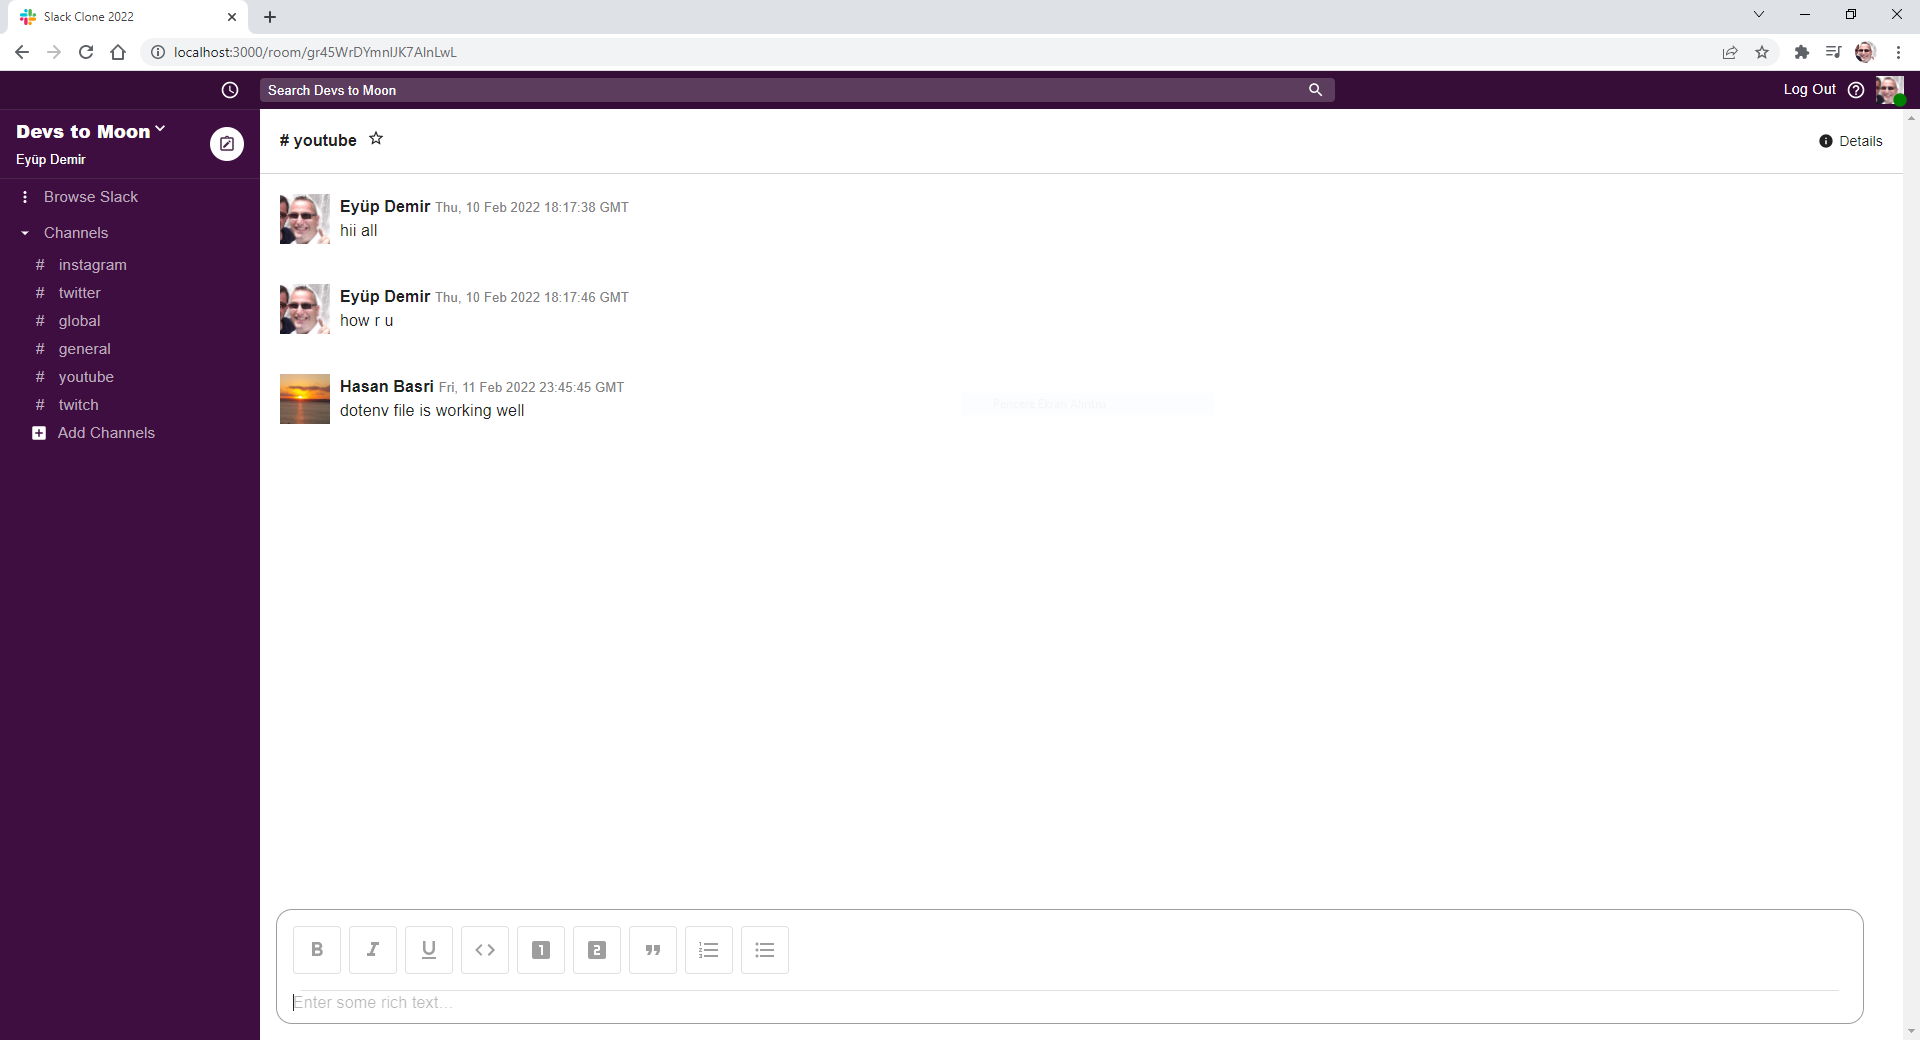 Slack Clone 2022
localhost:3000/room/gr45WrDYmnIJK7AlnLwL
Search Devs to Moon
Log Out
Devs to Moon
Eyüp Demir
Browse Slack
Channels
# instagram
# twitter
# global
# general
# youtube
# twitch
Add Channels
# youtube
Details
Eyüp Demir Thu, 10 Feb 2022 18:17:38 GMT
hii all
Eyüp Demir Thu, 10 Feb 2022 18:17:46 GMT
how r u
Hasan Basri Fri, 11 Feb 2022 23:45:45 GMT
dotenv file is working well
Pencere Ekran Alıntısı
B I U <> 1 2
Enter some rich text...